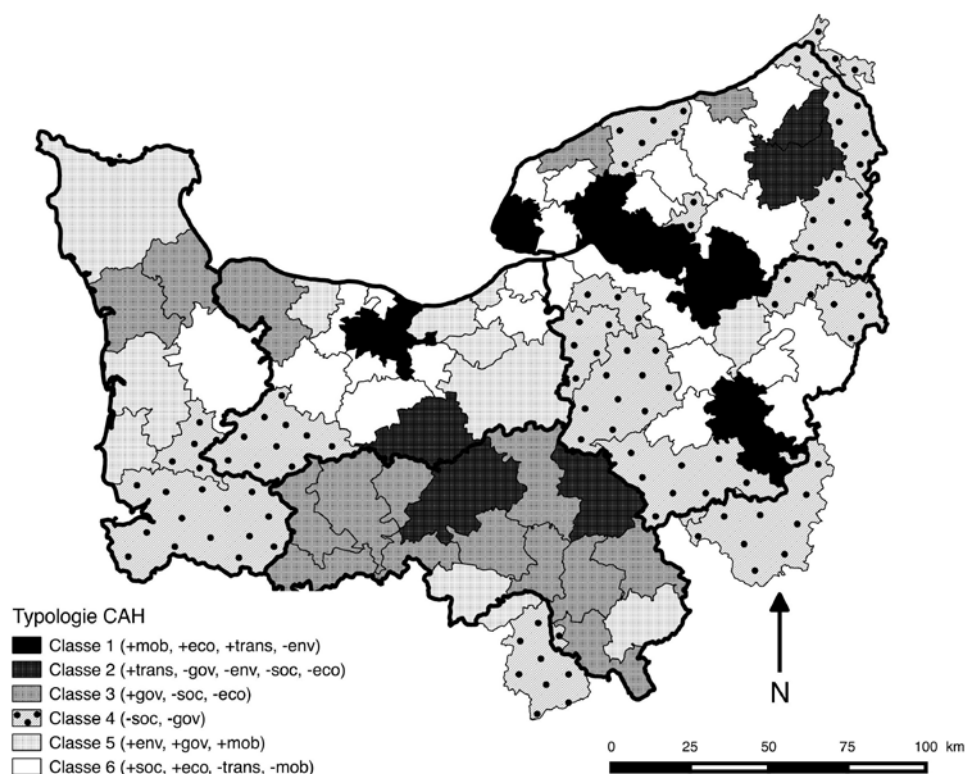 Typologie CAH
Classe 1 (+mob, +eco, +trans, -env)
Classe 2 (+trans, -gov, -env, -soc, -eco)
Classe 3 (+gov, -soc, -eco)
Classe 4 (-soc, -gov)
Classe 5 (+env, +gov, +mob)
Classe 6 (+soc, +eco, -trans, -mob)
N
0 25 50 75 100 km